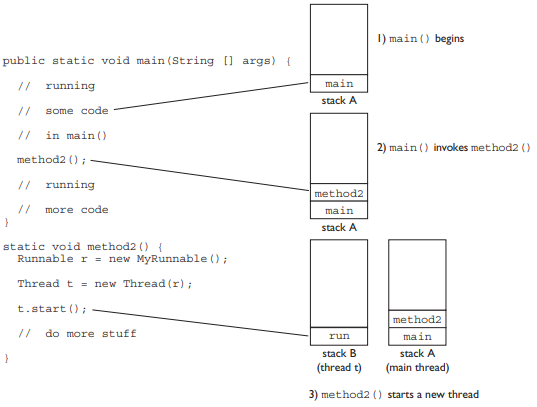 public static void main(String [] args) {
//  running
//  some code
//  in main()
method2();
//  running
//  more code
}
static void method2() {
Runnable r = new MyRunnable();
Thread t = new Thread(r);
t.start();
//  do more stuff
}
main
stack A
1) main() begins
method2
main
stack A
2) main() invokes method2()
run
stack B
(thread t)
method2
main
stack A
(main thread)
3) method2() starts a new thread